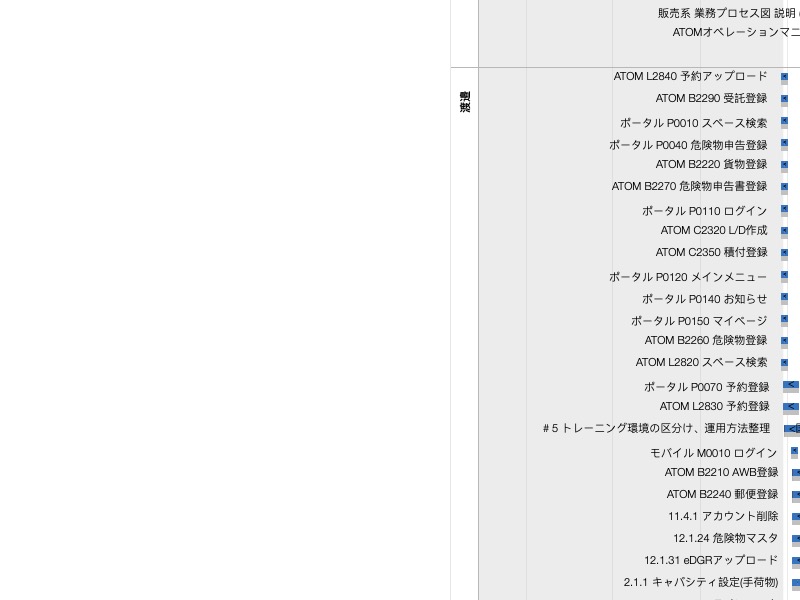 販売系 業務プロセス図 説明
ATOMオペレーションマニ
ATOM L2840 予約アップロード
ATOM B2290 受託登録
ポータル P0010 スペース検索
ポータル P0040 危険物申告登録
ATOM B2220 貨物登録
ATOM B2270 危険物申告書登録
ポータル P0110 ログイン
ATOM C2320 L/D作成
ATOM C2350 積付登録
ポータル P0120 メインメニュー
ポータル P0140 お知らせ
ポータル P0150 マイページ
ATOM B2260 危険物登録
ATOM L2820 スペース検索
ポータル P0070 予約登録
ATOM L2830 予約登録
#５トレーニング環境の区分け、運用方法整理
モバイル M0010 ログイン
ATOM B2210 AWB登録
ATOM B2240 郵便登録
11.4.1 アカウント削除
12.1.24 危険物マスタ
12.1.31 eDGRアップロード
2.1.1 キャパシティ設定(手荷物)